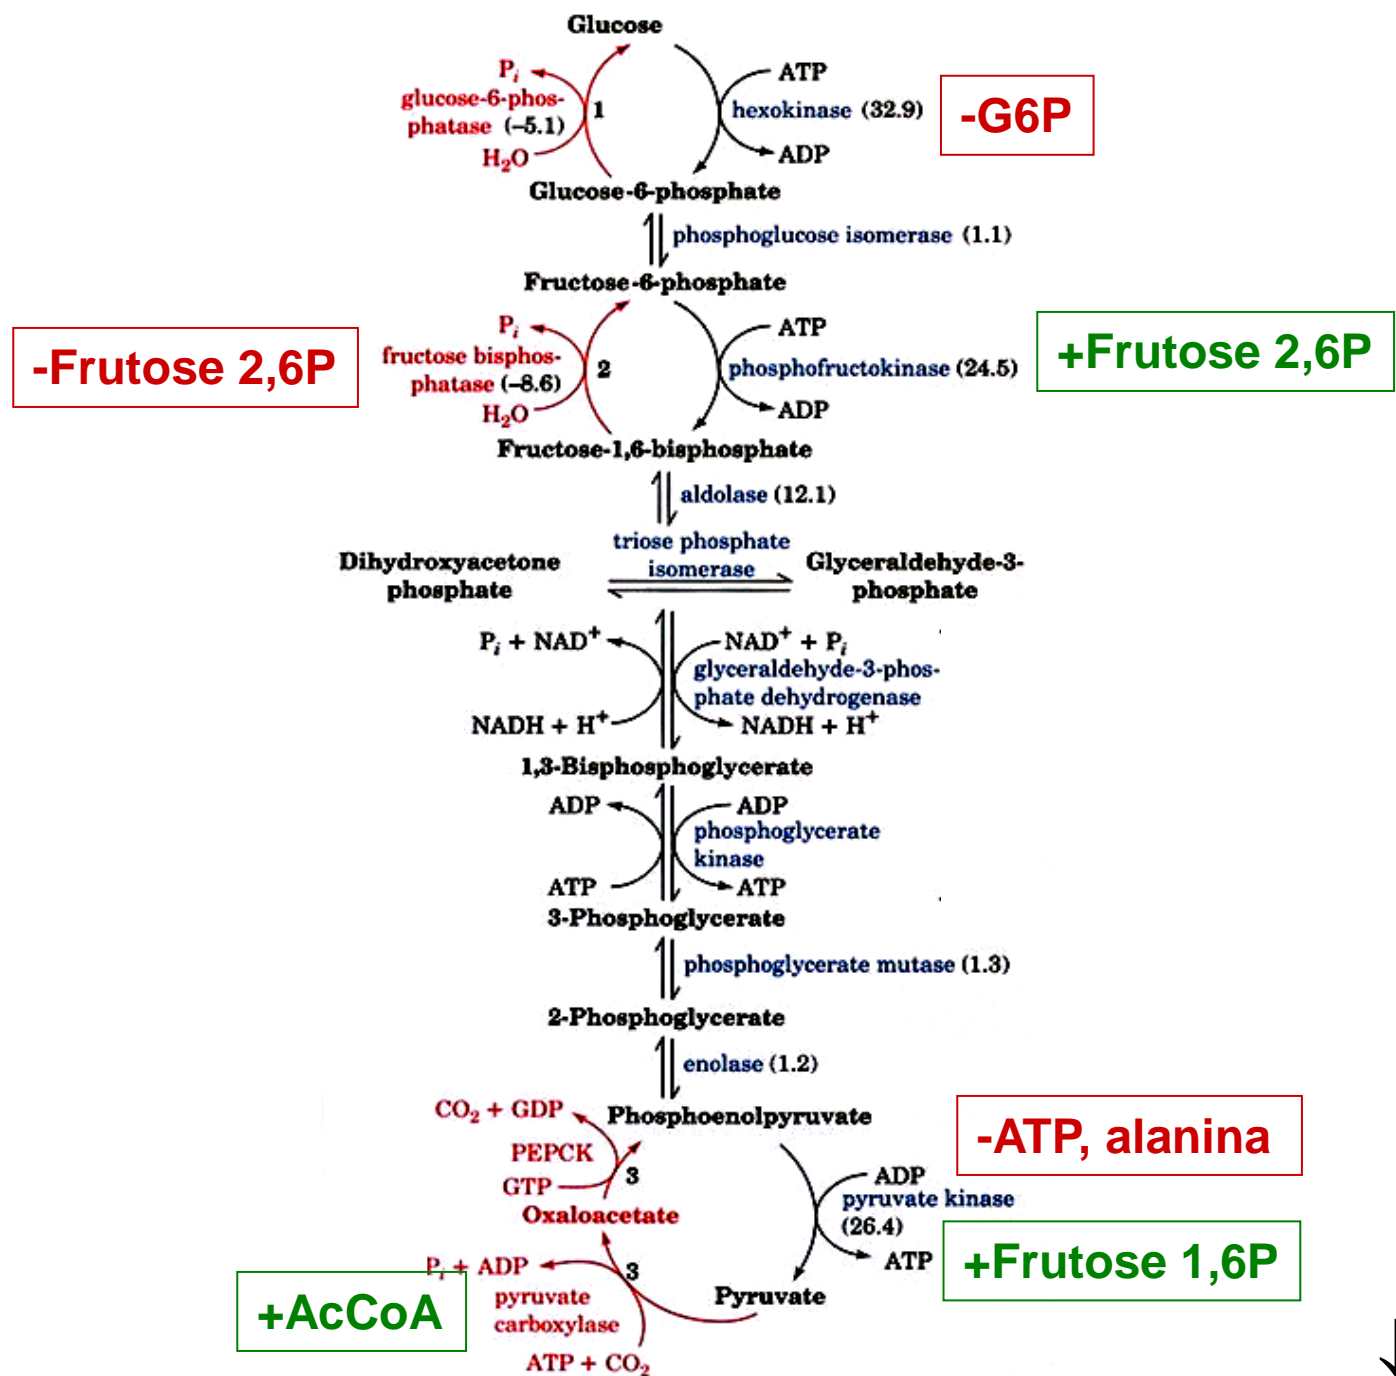 Glucose
Pi
ATP
glucose-6-phos-
phatase (–5.1)
1
hexokinase (32.9)
-G6P
H2O
ADP
Glucose-6-phosphate
phosphoglucose isomerase (1.1)
Fructose-6-phosphate
Pi
ATP
-Frutose 2,6P
fructose bisphos-
phatase (–8.6)
2
phosphofructokinase (24.5)
+Frutose 2,6P
H2O
ADP
Fructose-1,6-bisphosphate
aldolase (12.1)
triose phosphate
isomerase
Dihydroxyacetone
phosphate
Glyceraldehyde-3-
phosphate
Pi + NAD+
NAD+ + Pi
glyceraldehyde-3-phos-
phate dehydrogenase
NADH + H+
NADH + H+
1,3-Bisphosphoglycerate
ADP
ADP
phosphoglycerate
kinase
ATP
ATP
3-Phosphoglycerate
phosphoglycerate mutase (1.3)
2-Phosphoglycerate
enolase (1.2)
CO2 + GDP
Phosphoenolpyruvate
-ATP, alanina
PEPCK
3
GTP
ADP
pyruvate kinase
(26.4)
Oxaloacetate
ATP
+Frutose 1,6P
Pi + ADP
3
+AcCoA
pyruvate
carboxylase
Pyruvate
ATP + CO2